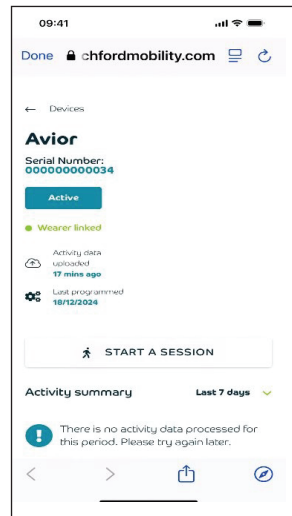 09:41
Done chfordmobility.com
← Devices
Avior
Serial Number:
000000000034
Active
Wearer linked
Activity data
uploaded
17 mins ago
Last programmed
18/12/2024
START A SESSION
Activity summary Last 7 days
There is no activity data processed for
this period. Please try again later.